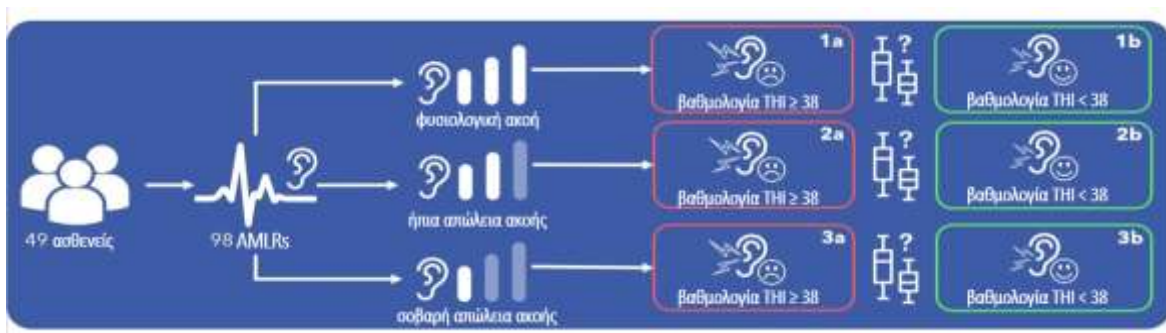 1a
?
1b
βαθμολογία THI ≥ 38
βαθμολογία THI < 38
φυσιολογική ακοή
2a
?
2b
βαθμολογία THI ≥ 38
βαθμολογία THI < 38
ήπια απώλεια ακοής
49 ασθενείς
98 AMLRs
3a
?
3b
βαθμολογία THI ≥ 38
βαθμολογία THI < 38
σοβαρή απώλεια ακοής